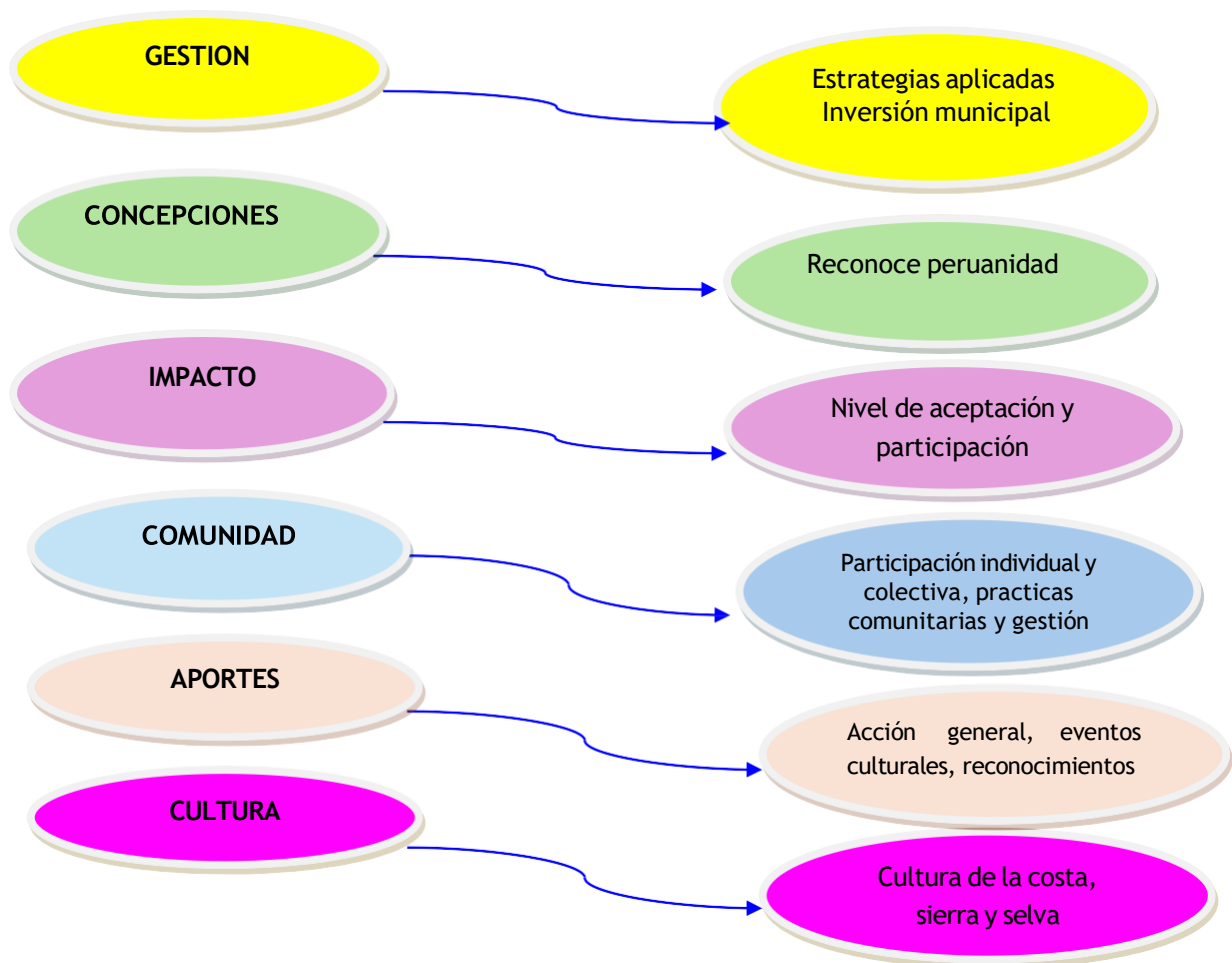 GESTION
Estrategias aplicadas
Inversión municipal
CONCEPCIONES
Reconoce peruanidad
IMPACTO
Nivel de aceptación y
participación
COMUNIDAD
Participación individual y
colectiva, practicas
comunitarias y gestión
APORTES
Acción general, eventos
culturales, reconocimientos
CULTURA
Cultura de la costa,
sierra y selva